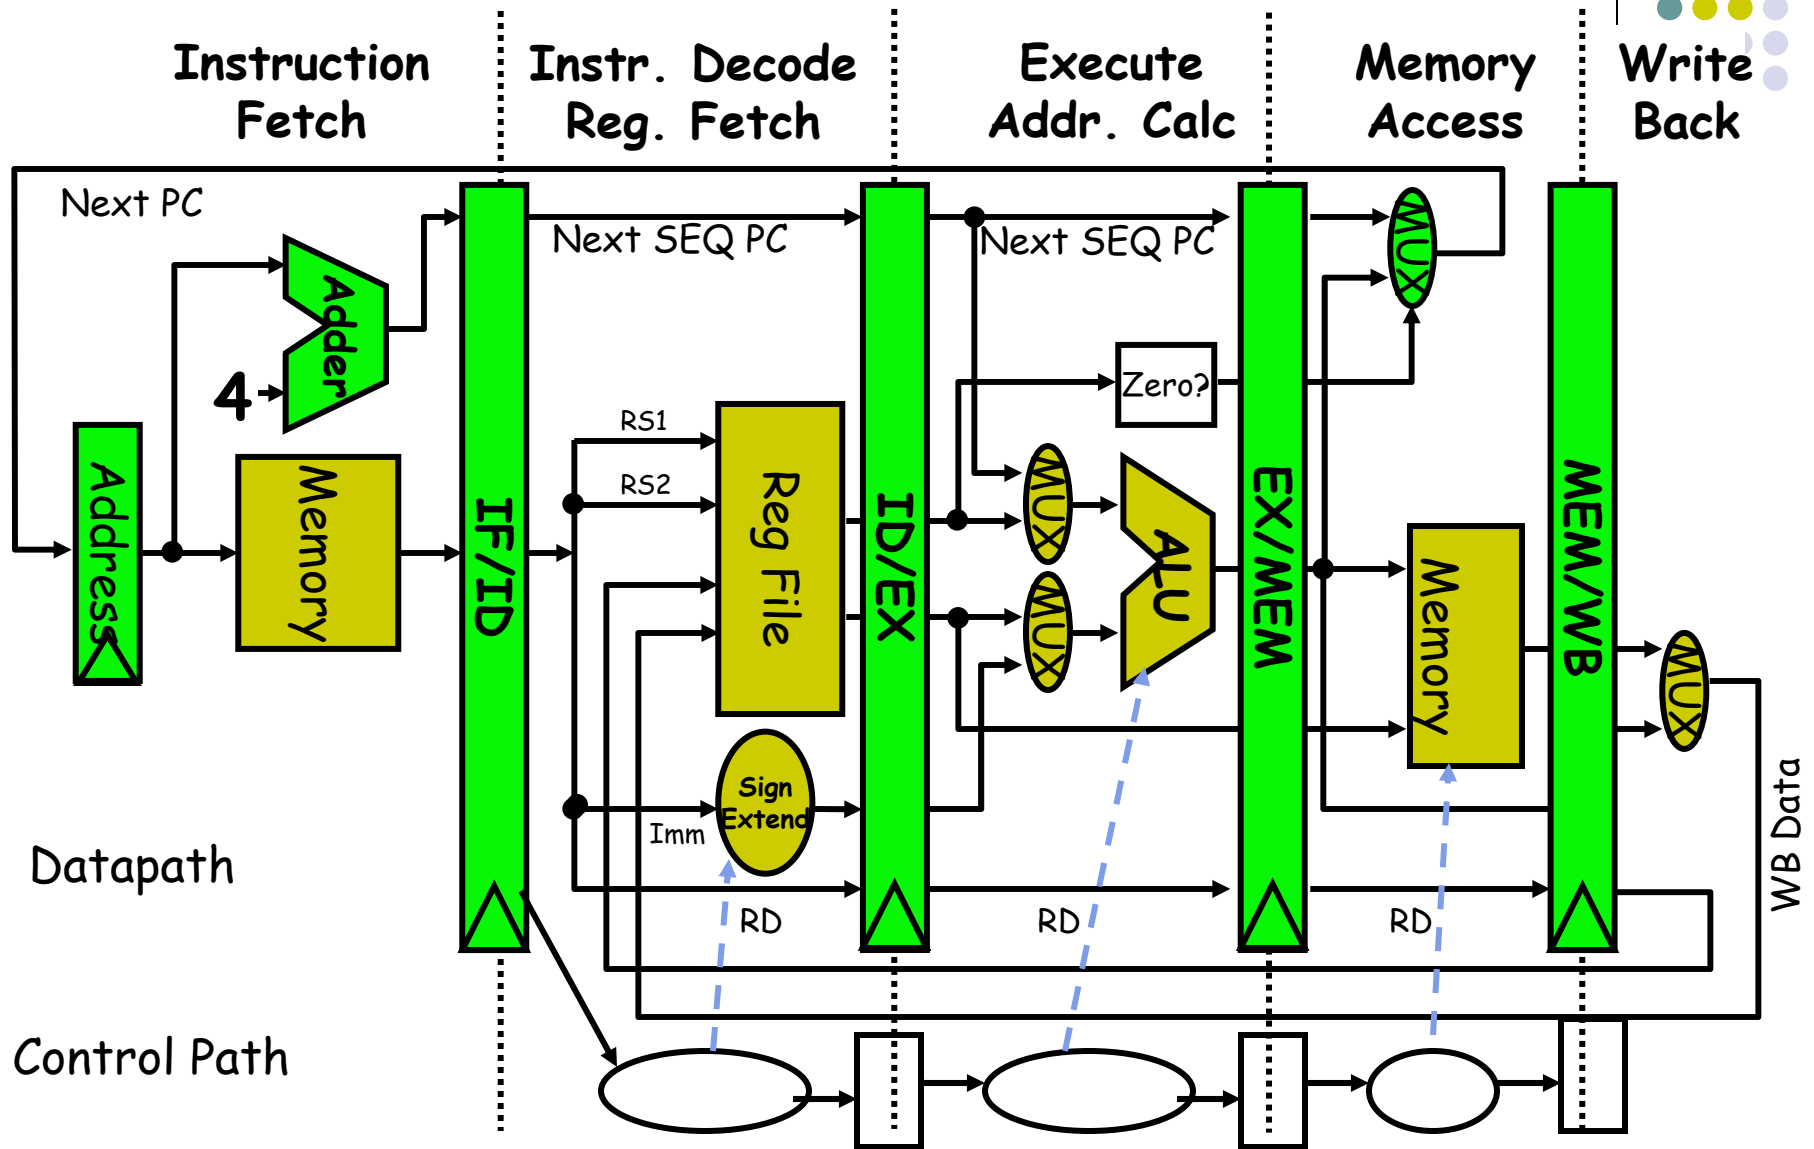 Instruction
Fetch
Instr. Decode
Reg. Fetch
Execute
Addr. Calc
Memory
Access
Write
Back
Next PC
Next SEQ PC
Next SEQ PC
MUX
Adder
4
Zero?
RS1
RS2
Address
Memory
IF/ID
Reg File
ID/EX
MUX
MUX
ALU
EX/MEM
Memory
MEM/WB
MUX
Sign
Extend
Imm
RD
RD
RD
WB Data
Datapath
Control Path